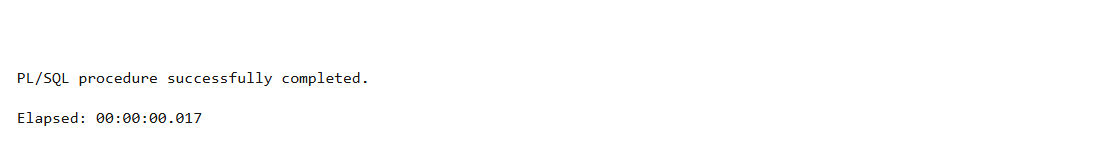 PL/SQL procedure successfully completed.
Elapsed: 00:00:00.017